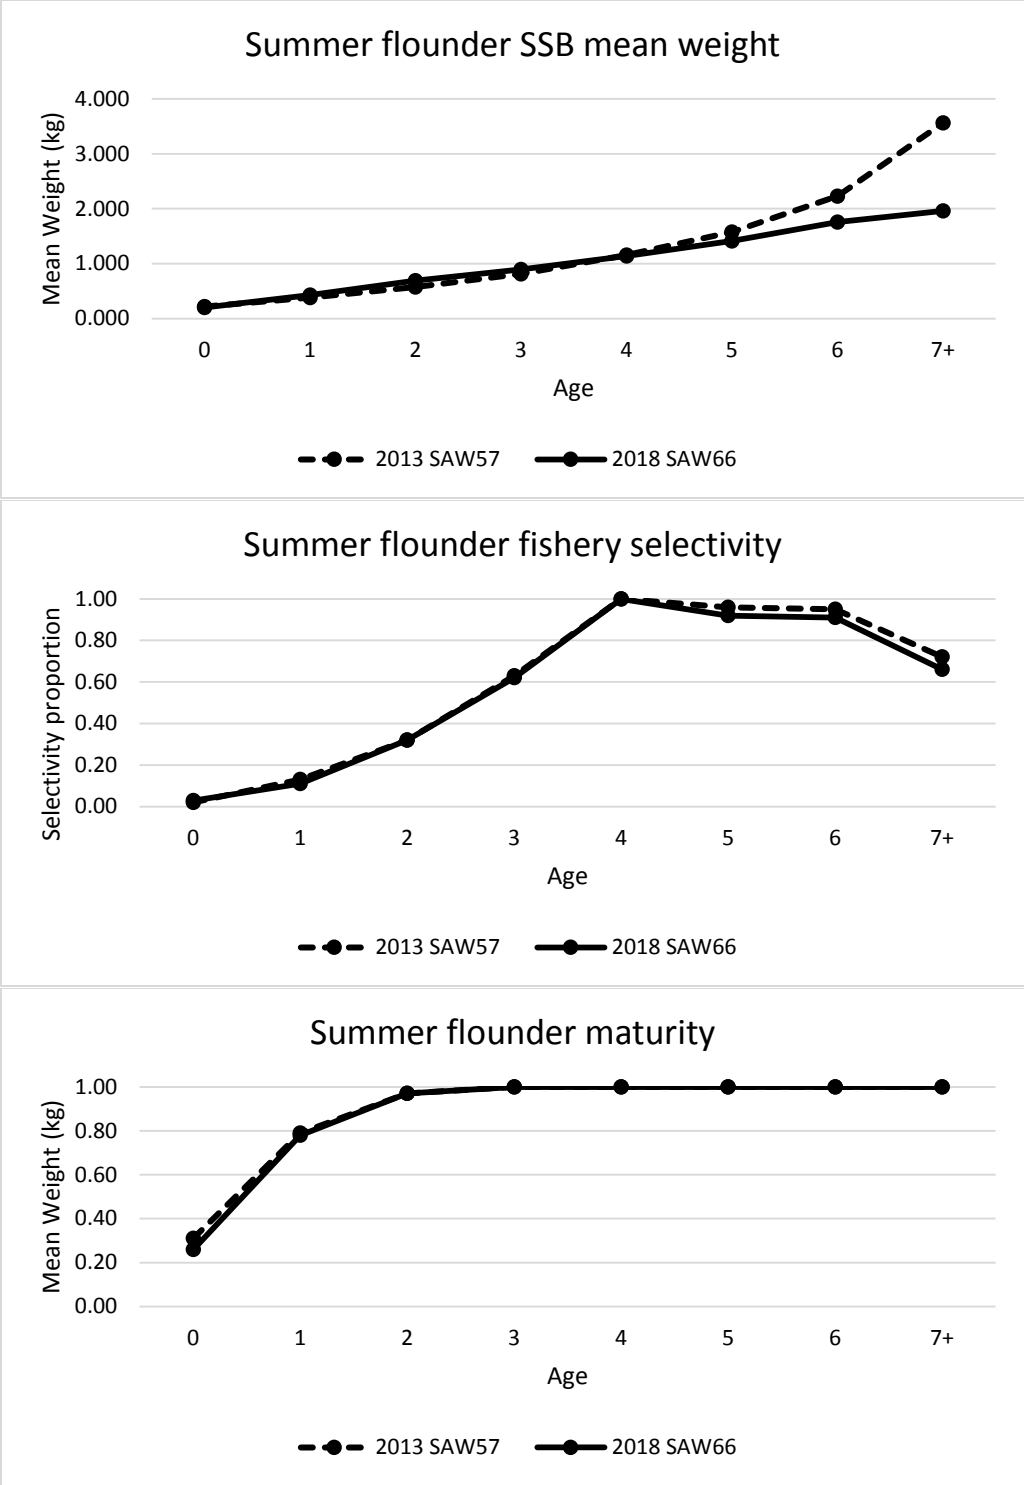 Summer flounder SSB mean weight
Mean Weight (kg)
4.000
3.000
2.000
1.000
0.000
0 1 2 3 4 5 6 7+
Age
2013 SAW57 2018 SAW66
Summer flounder fishery selectivity
Selectivity proportion
1.00
0.80
0.60
0.40
0.20
0.00
0 1 2 3 4 5 6 7+
Age
2013 SAW57 2018 SAW66
Summer flounder maturity
Mean Weight (kg)
1.00
0.80
0.60
0.40
0.20
0.00
0 1 2 3 4 5 6 7+
Age
2013 SAW57 2018 SAW66